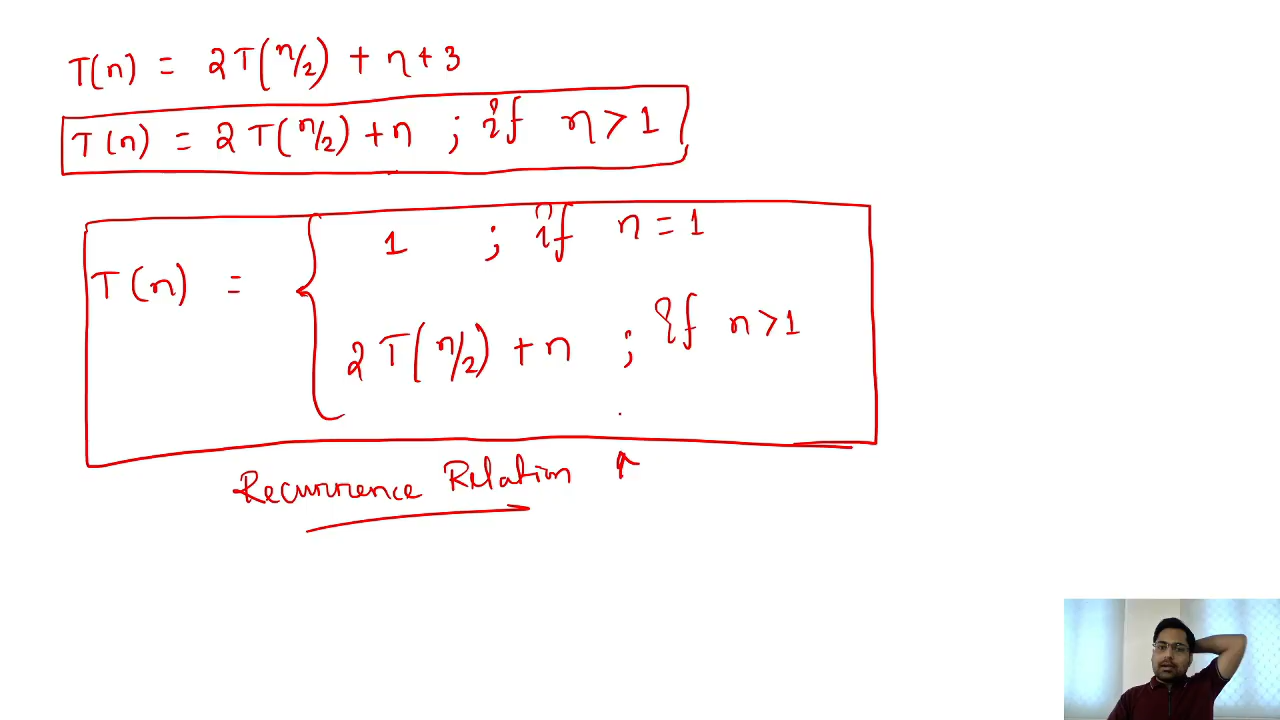 T(n) = 2T(n/2) + n+3
T(n) = 2T(n/2) + n ; if n > 1
1 ; if n = 1
T(n) =
2T(n/2) + n ; if n > 1
Recurrence Relation